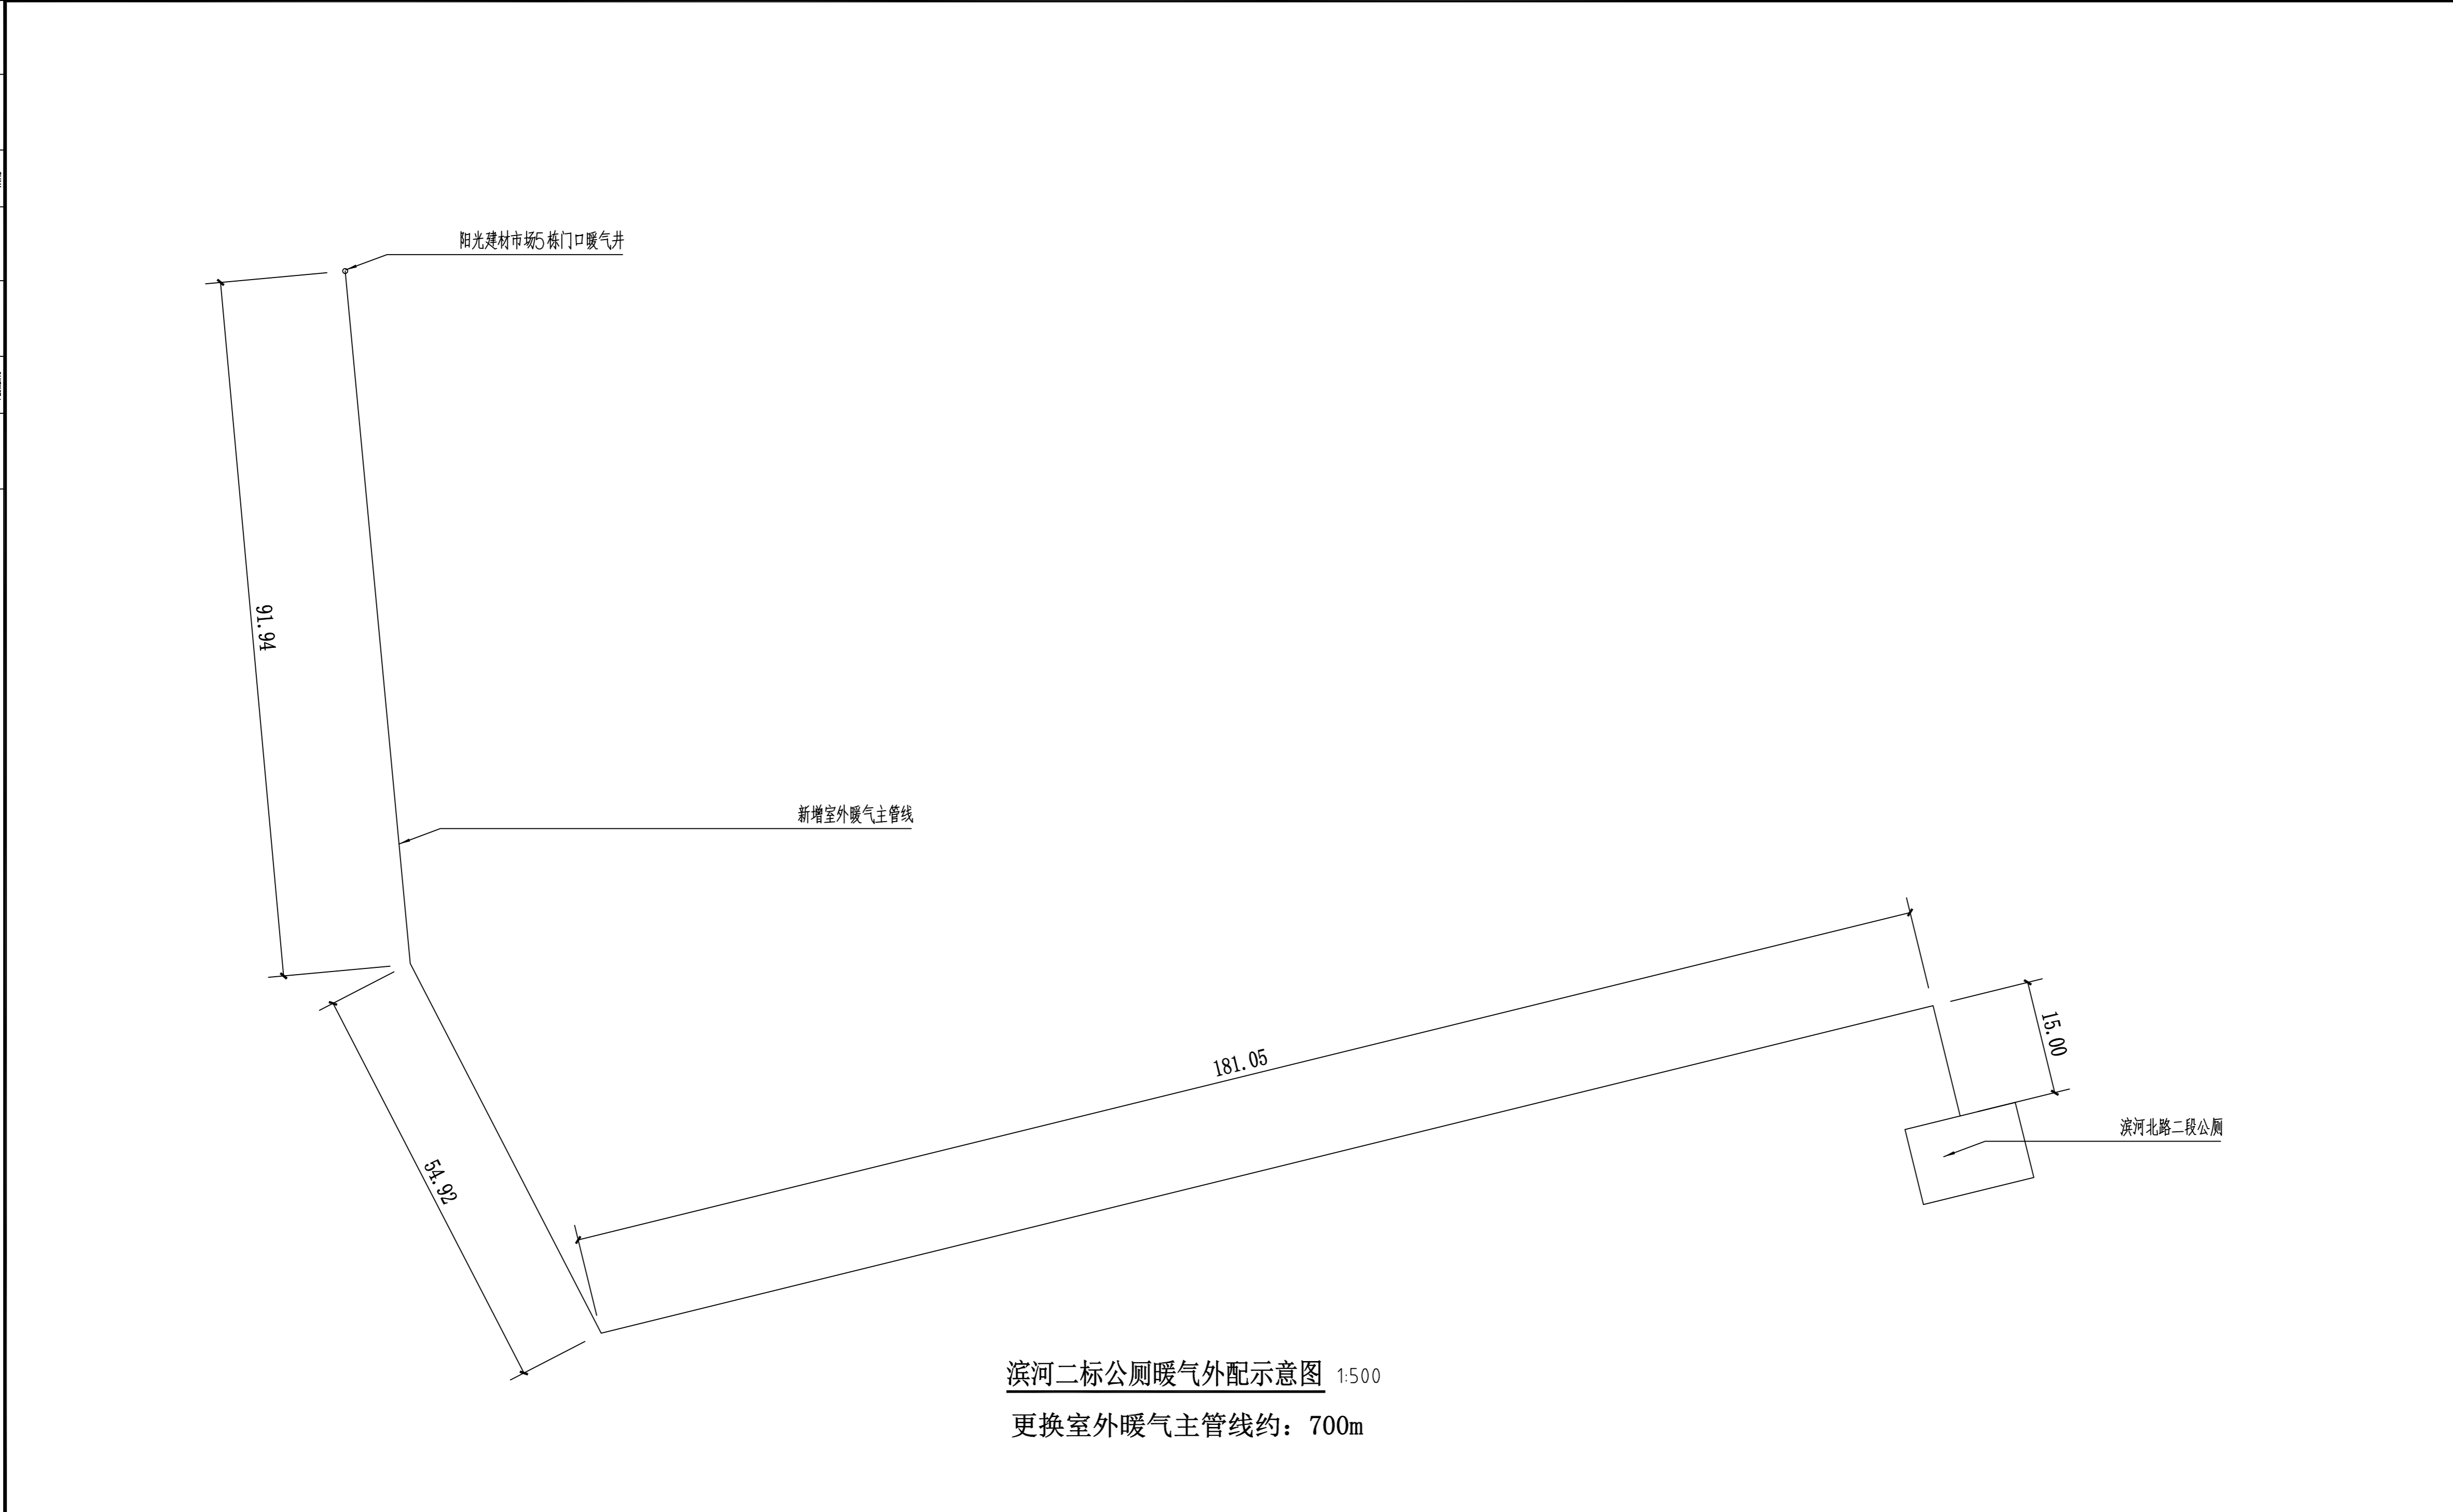 阳光建材市场5栋门口暖气井
91.94
新增室外暖气主管线
181.05
15.00
滨河北路二段公厕
54.92
滨河二标公厕暖气外配示意图 1:500
更换室外暖气主管线约：700m